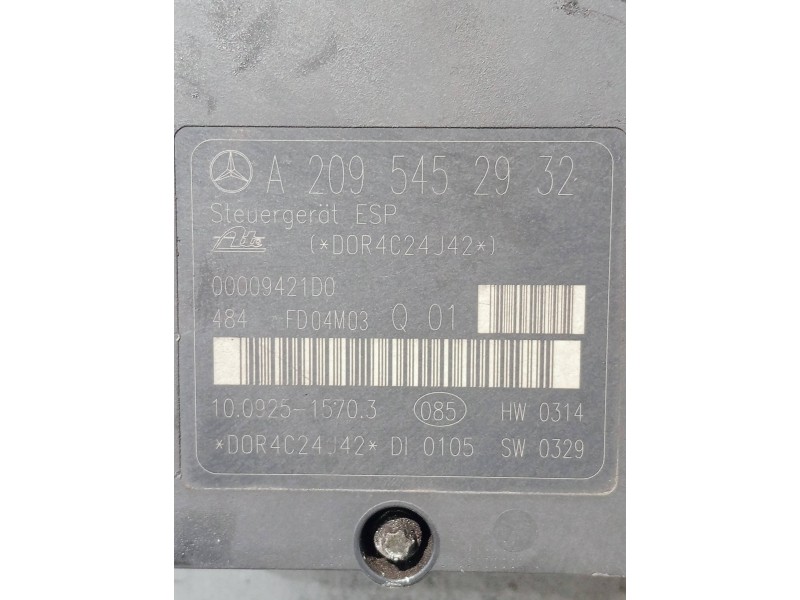 A 209 545 29 32
Steuergerät ESP
Ate (*DOR4C24J42*)
00009421D0
484 FD04M03 Q 01
10.0925-1570.3 085 HW 0314
*DOR4C24J42* DI 0105 SW 0329